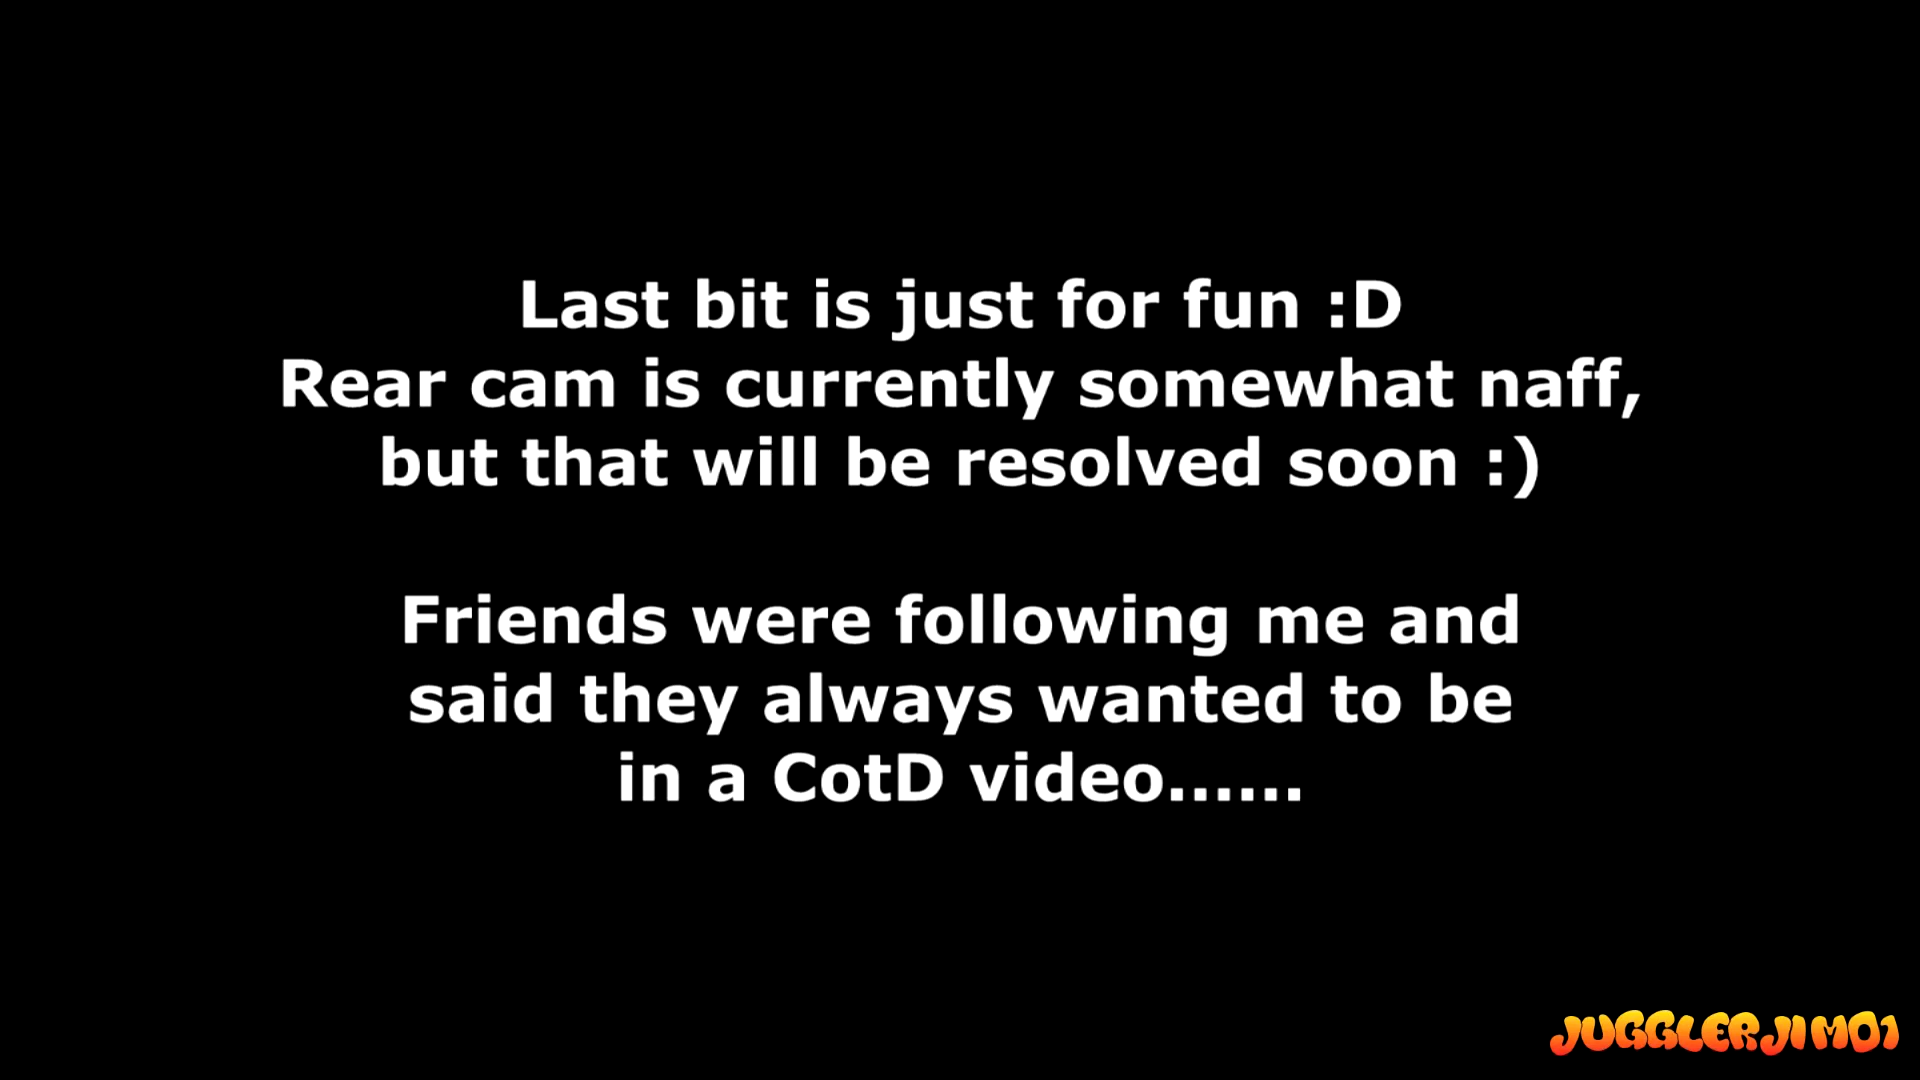 Last bit is just for fun :D
Rear cam is currently somewhat naff,
but that will be resolved soon :)
Friends were following me and
said they always wanted to be
in a CotD video......
JUGGLERJIM01